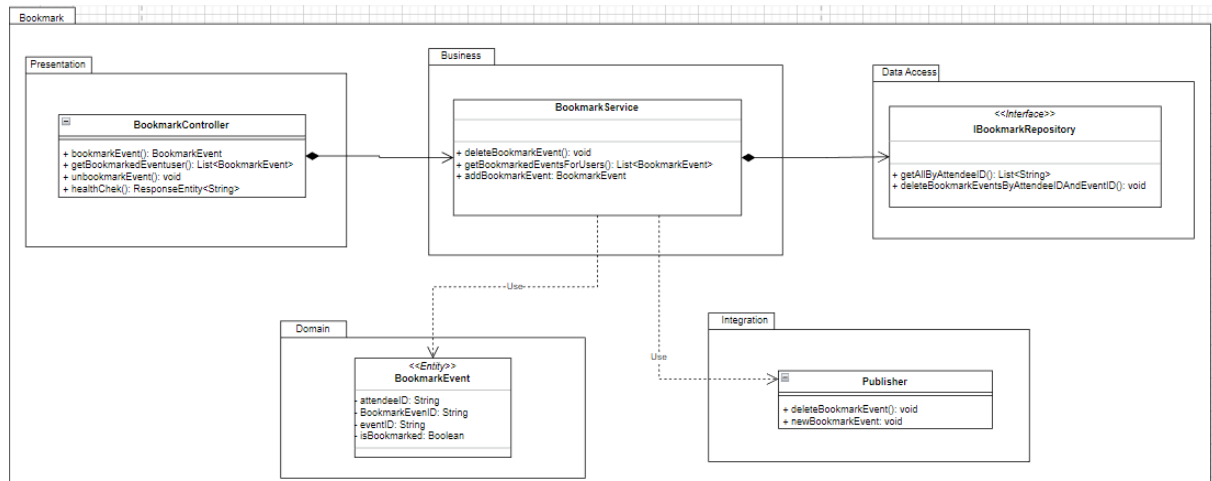 Bookmark
Presentation
BookmarkController
+ bookmarkEvent(): BookmarkEvent
+ getBookmarkedEventuser(): List<BookmarkEvent>
+ unbookmarkEvent(): void
+ healthChek(): ResponseEntity<String>
Business
BookmarkService
+ deleteBookmarkEvent(): void
+ getBookmarkedEventsForUsers(): List<BookmarkEvent>
+ addBookmarkEvent: BookmarkEvent
Data Access
<<Interface>>
IBookmarkRepository
+ getAllByAttendeeID(): List<String>
+ deleteBookmarkEventsByAttendeeIDAndEventID(): void
Use
Use
Domain
<<Entity>>
BookmarkEvent
- attendeeID: String
- BookmarkEvenID: String
- eventID: String
- isBookmarked: Boolean
Integration
Publisher
+ deleteBookmarkEvent(): void
+ newBookmarkEvent: void